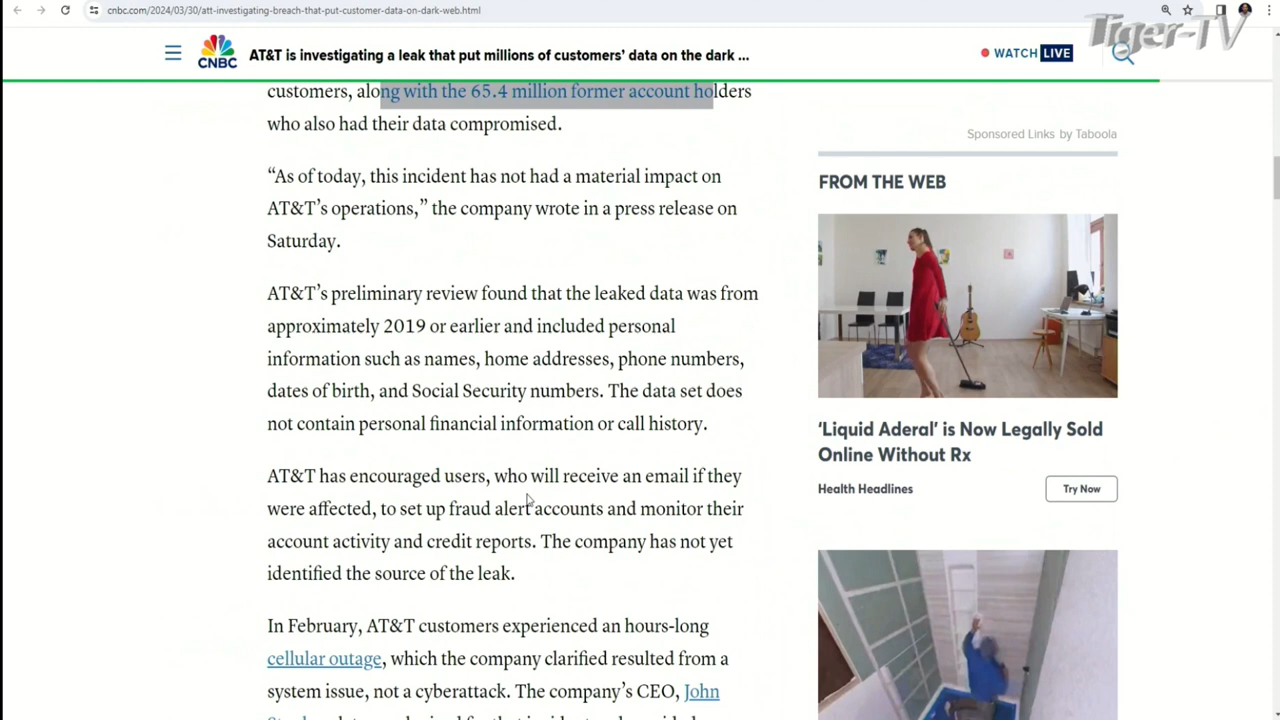 cnbc.com/2024/03/30/att-investigating-breach-that-put-customer-data-on-dark-web.html
Tiger-TV
CNBC
AT&T is investigating a leak that put millions of customers' data on the dark ...
WATCH LIVE
customers, along with the 65.4 million former account holders
who also had their data compromised.
“As of today, this incident has not had a material impact on
AT&T’s operations,” the company wrote in a press release on
Saturday.
AT&T’s preliminary review found that the leaked data was from
approximately 2019 or earlier and included personal
information such as names, home addresses, phone numbers,
dates of birth, and Social Security numbers. The data set does
not contain personal financial information or call history.
AT&T has encouraged users, who will receive an email if they
were affected, to set up fraud alert accounts and monitor their
account activity and credit reports. The company has not yet
identified the source of the leak.
In February, AT&T customers experienced an hours-long
cellular outage, which the company clarified resulted from a
system issue, not a cyberattack. The company’s CEO, John
Sponsored Links by Taboola
FROM THE WEB
‘Liquid Aderal’ is Now Legally Sold
Online Without Rx
Health Headlines
Try Now